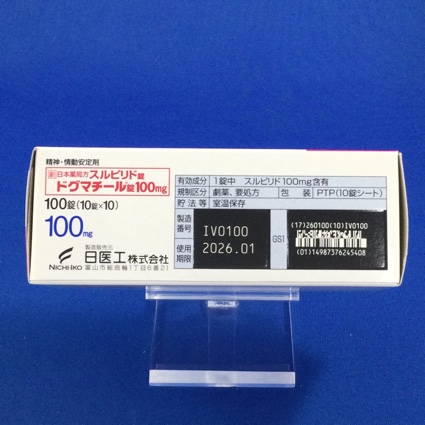 精神・情動安定剤
劇 日本薬局方 スルピリド錠
ドグマチール錠100mg
100錠(10錠×10)
100mg
製造販売元
日医工株式会社
NICHI-IKO
富山市総曲輪1丁目6番21
有効成分 1錠中 スルピリド100mg含有
規制区分 劇薬、要処方 包装 PTP(10錠シート)
貯法等 室温保存
製造番号 IV0100
使用期限 2026.01
GS1
(17)260100(10)IV0100
(01)14987376245408